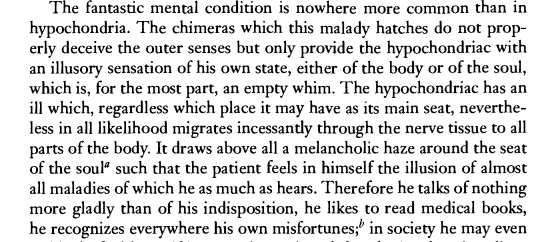 The fantastic mental condition is nowhere more common than in
hypochondria. The chimeras which this malady hatches do not prop-
erly deceive the outer senses but only provide the hypochondriac with
an illusory sensation of his own state, either of the body or of the soul,
which is, for the most part, an empty whim. The hypochondriac has an
ill which, regardless which place it may have as its main seat, neverthe-
less in all likelihood migrates incessantly through the nerve tissue to all
parts of the body. It draws above all a melancholic haze around the seat
of the soulᵃ such that the patient feels in himself the illusion of almost
all maladies of which he as much as hears. Therefore he talks of nothing
more gladly than of his indisposition, he likes to read medical books,
he recognizes everywhere his own misfortunes;ᵇ in society he may even